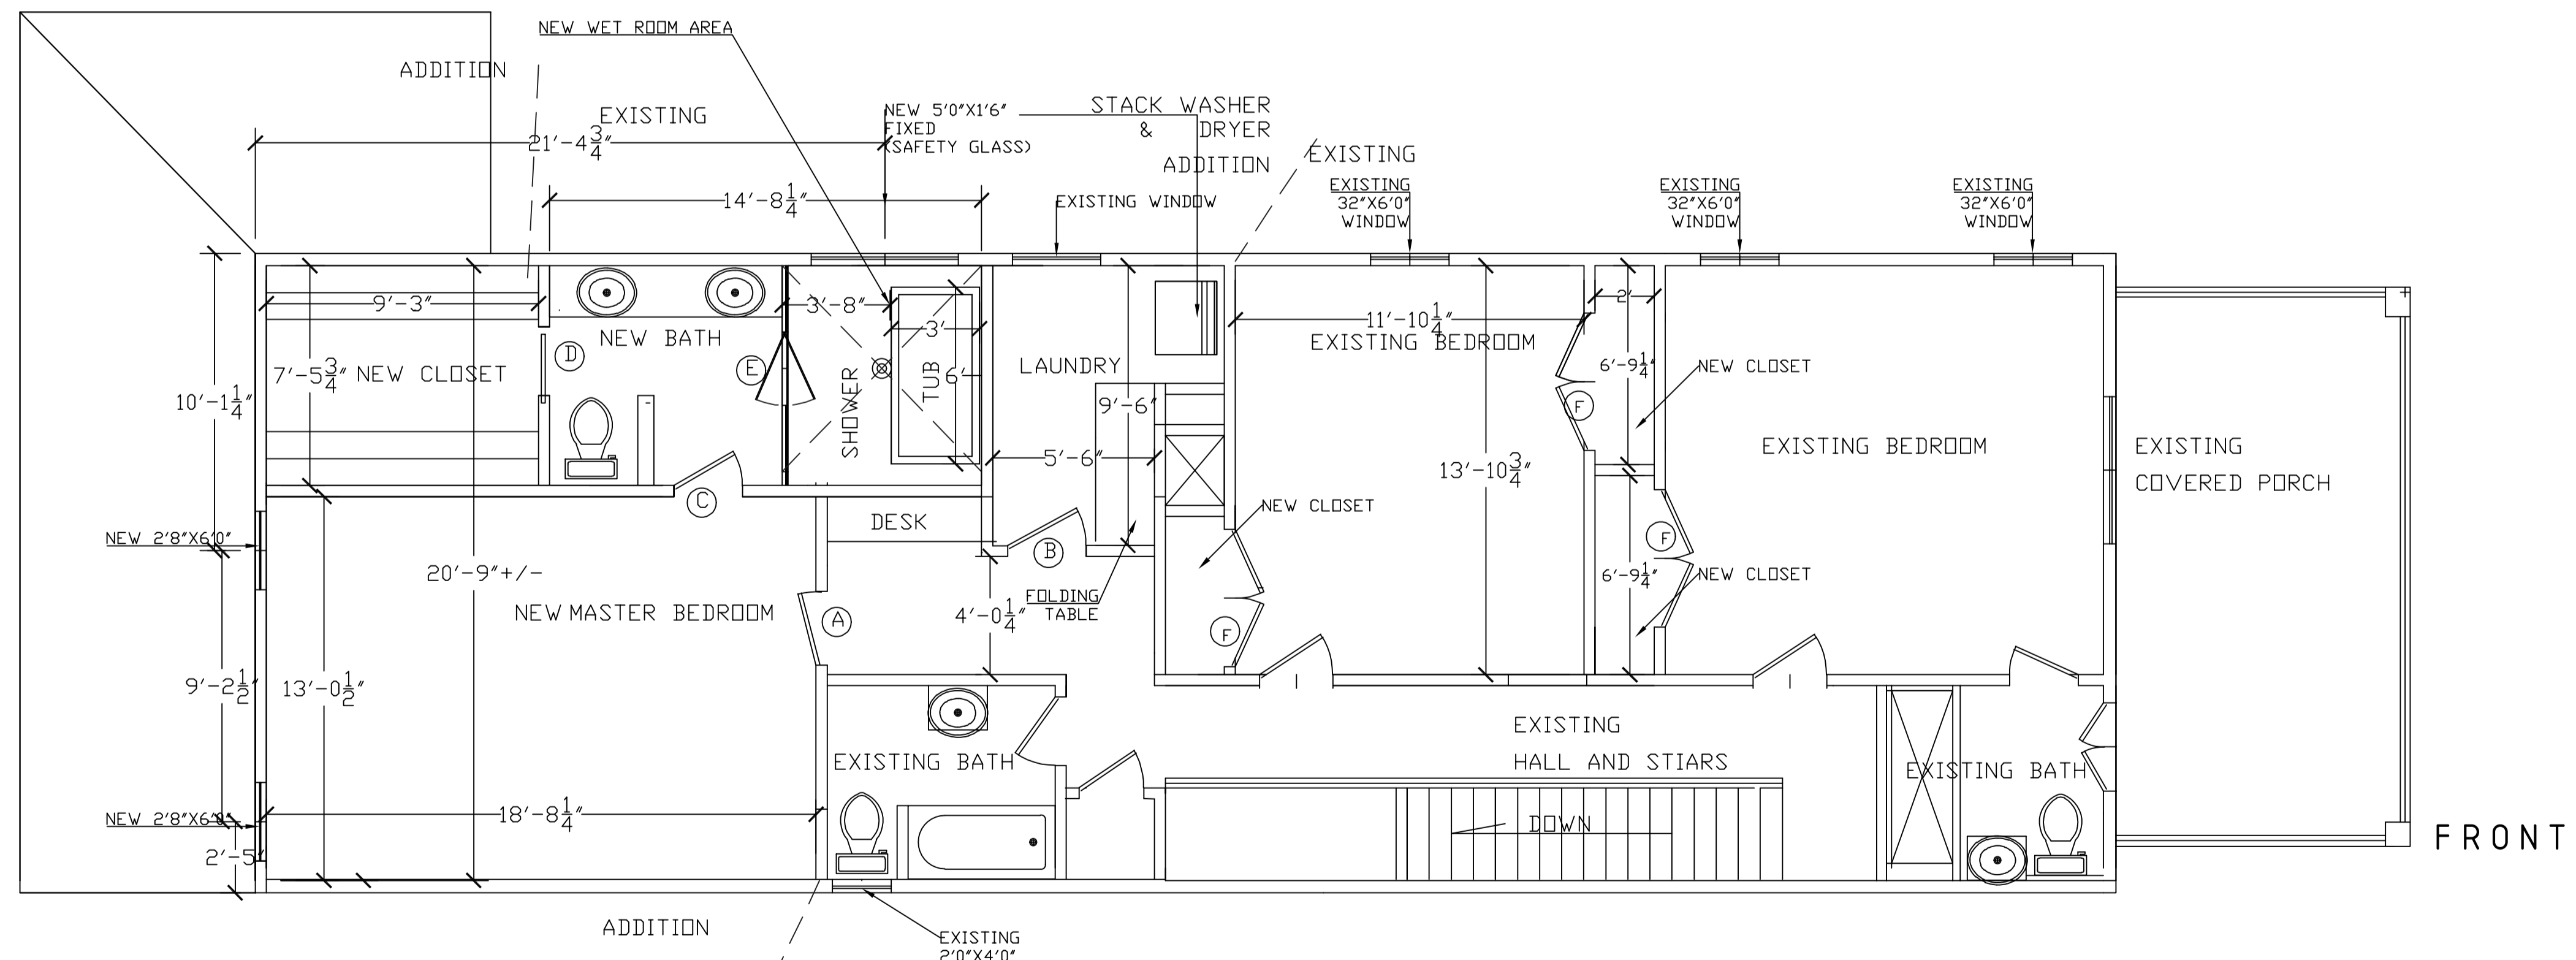 NEW WET ROOM AREA
ADDITION
EXISTING
21'-4 3/4"
NEW 5'0"X1'6"
FIXED
(SAFETY GLASS)
STACK WASHER
& DRYER
ADDITION
EXISTING
14'-8 1/4"
EXISTING WINDOW
EXISTING
32"X6'0"
WINDOW
EXISTING
32"X6'0"
WINDOW
EXISTING
32"X6'0"
WINDOW
9'-3"
3'-8"
3'
2'
11'-10 1/4"
EXISTING BEDROOM
NEW BATH
D
E
7'-5 3/4"
NEW CLOSET
SHOWER
TUB
6'
LAUNDRY
6'-9 1/4"
NEW CLOSET
10'-1 1/4"
9'-6"
F
5'-6"
13'-10 3/4"
EXISTING BEDROOM
EXISTING
COVERED PORCH
C
DESK
NEW CLOSET
NEW 2'8"X6'0"
B
F
20'-9"+/-
6'-9 1/4"
NEW CLOSET
NEW MASTER BEDROOM
A
4'-0 1/4"
FOLDING
TABLE
F
9'-2 1/2"
13'-0 1/2"
EXISTING
HALL AND STIARS
EXISTING BATH
EXISTING BATH
NEW 2'8"X6'0"
18'-8 1/4"
DOWN
2'-5"
FRONT
ADDITION
EXISTING
2'0"X4'0"